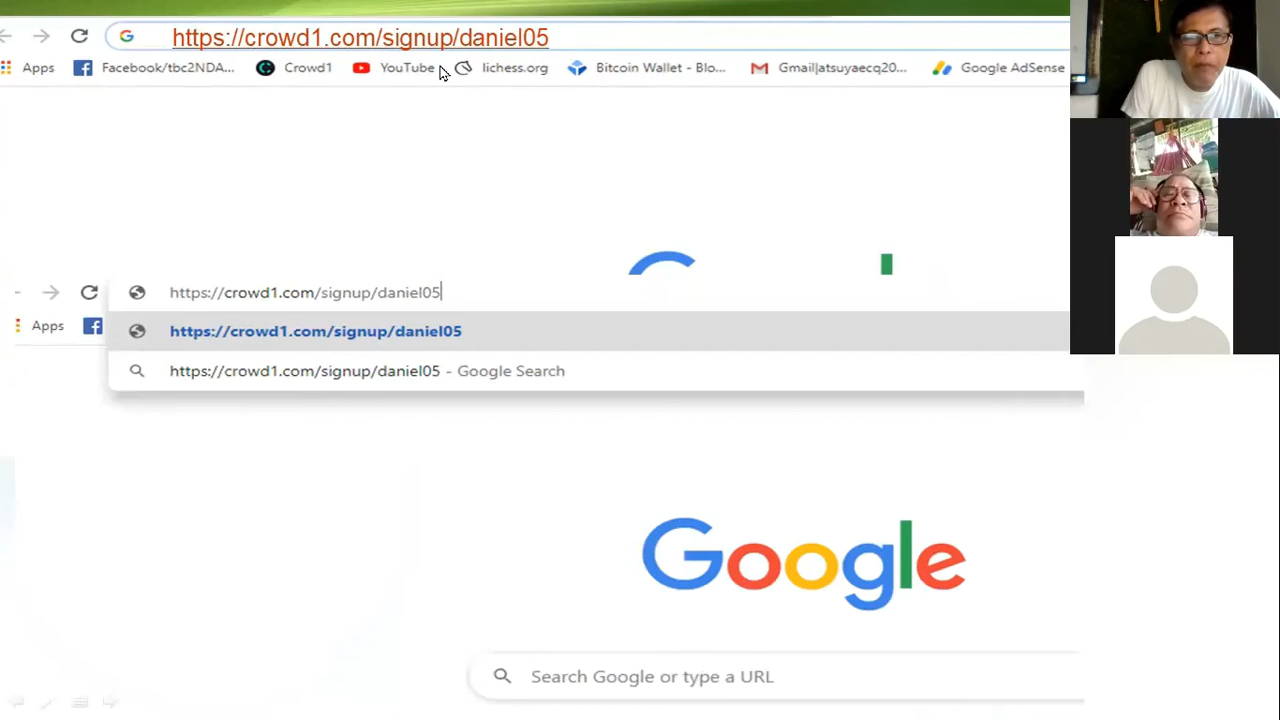 https://crowd1.com/signup/daniel05
Apps Facebook/tbc2NDA... Crowd1 YouTube lichess.org Bitcoin Wallet - Blo... Gmail|atsuyaecq20... Google AdSense
https://crowd1.com/signup/daniel05
Apps
https://crowd1.com/signup/daniel05
https://crowd1.com/signup/daniel05 - Google Search
Google
Search Google or type a URL